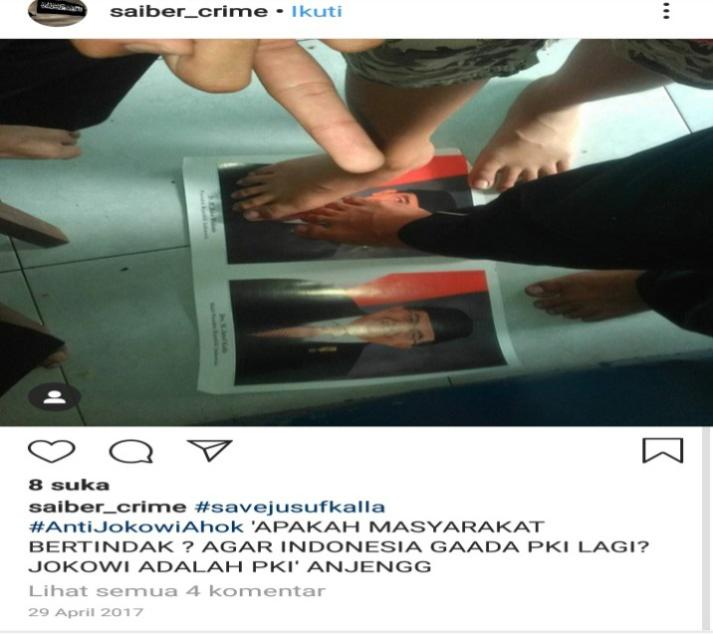 saiber_crime • Ikuti
8 suka
saiber_crime #savejusufkalla
#AntiJokowiAhok 'APAKAH MASYARAKAT
BERTINDAK ? AGAR INDONESIA GAADA PKI LAGI?
JOKOWI ADALAH PKI' ANJENGG
Lihat semua 4 komentar
29 April 2017